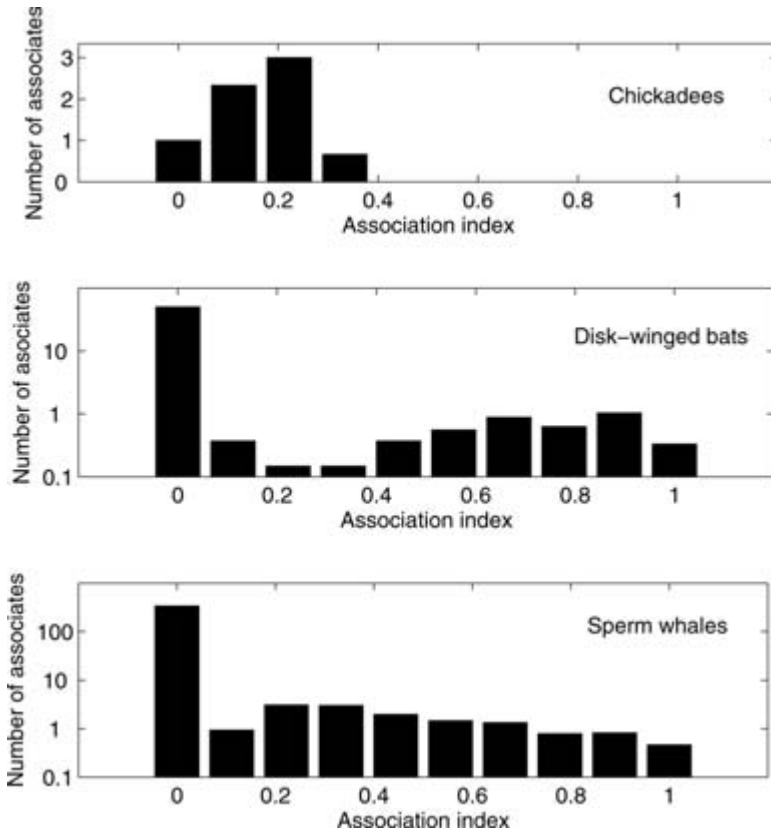 Number of associates
3
2
1
0
Chickadees
0 0.2 0.4 0.6 0.8 1
Association index
Number of asociates
10
1
0.1
Disk-winged bats
0 0.2 0.4 0.6 0.8 1
Association index
Number of associates
100
10
1
0.1
Sperm whales
0 0.2 0.4 0.6 0.8 1
Association index